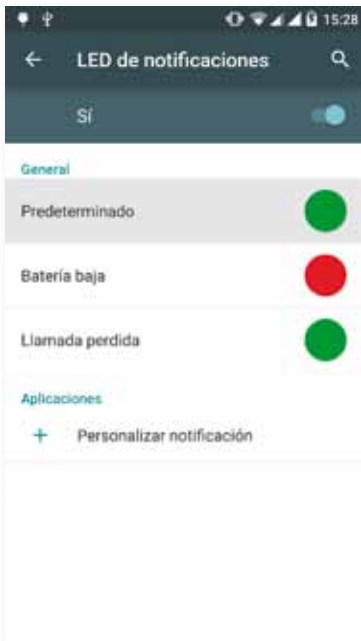 15:28
LED de notificaciones
Sí
General
Predeterminado
Batería baja
Llamada perdida
Aplicaciones
+ Personalizar notificación